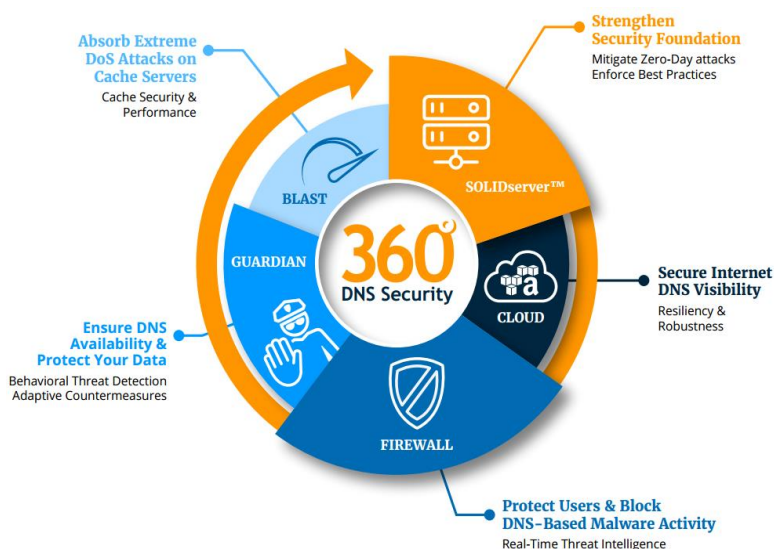 Absorb Extreme
DoS Attacks on
Cache Servers
Cache Security &
Performance
Strengthen
Security Foundation
Mitigate Zero-Day attacks
Enforce Best Practices
BLAST
SOLIDserver™
GUARDIAN
360°
DNS Security
CLOUD
a
Secure Internet
DNS Visibility
Resiliency &
Robustness
Ensure DNS
Availability &
Protect Your Data
Behavioral Threat Detection
Adaptive Countermeasures
FIREWALL
Protect Users & Block
DNS-Based Malware Activity
Real-Time Threat Intelligence